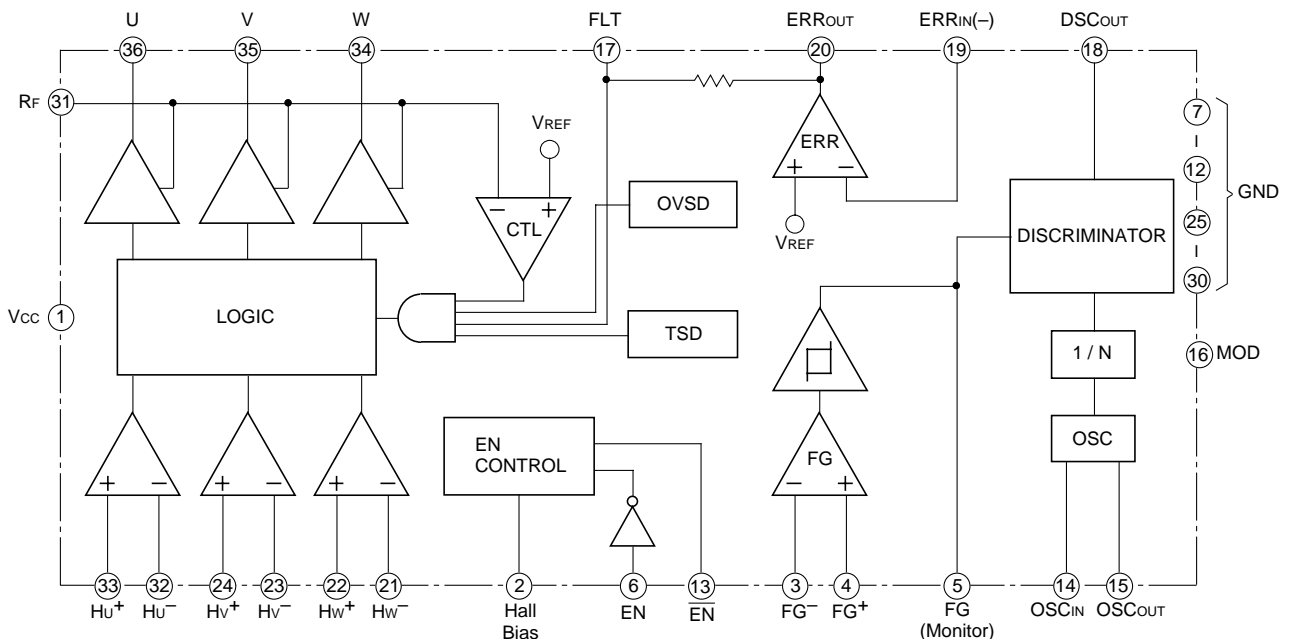 U V W FLT ERROUT ERRIN(–) DSCOUT
36 35 34 17 20 19 18
RF 31
7
VREF
ERR
12
+ –
GND
OVSD
– +
25
CTL
VREF
DISCRIMINATOR
30
VCC 1
LOGIC
TSD
1 / N
16 MOD
OSC
EN
CONTROL
FG
+ – + – + – – +
33 32 24 23 22 21 2 6 13 3 4 5 14 15
HU+ HU– HV+ HV– HW+ HW– Hall EN EN FG– FG+ FG OSCIN OSCOUT
Bias (Monitor)